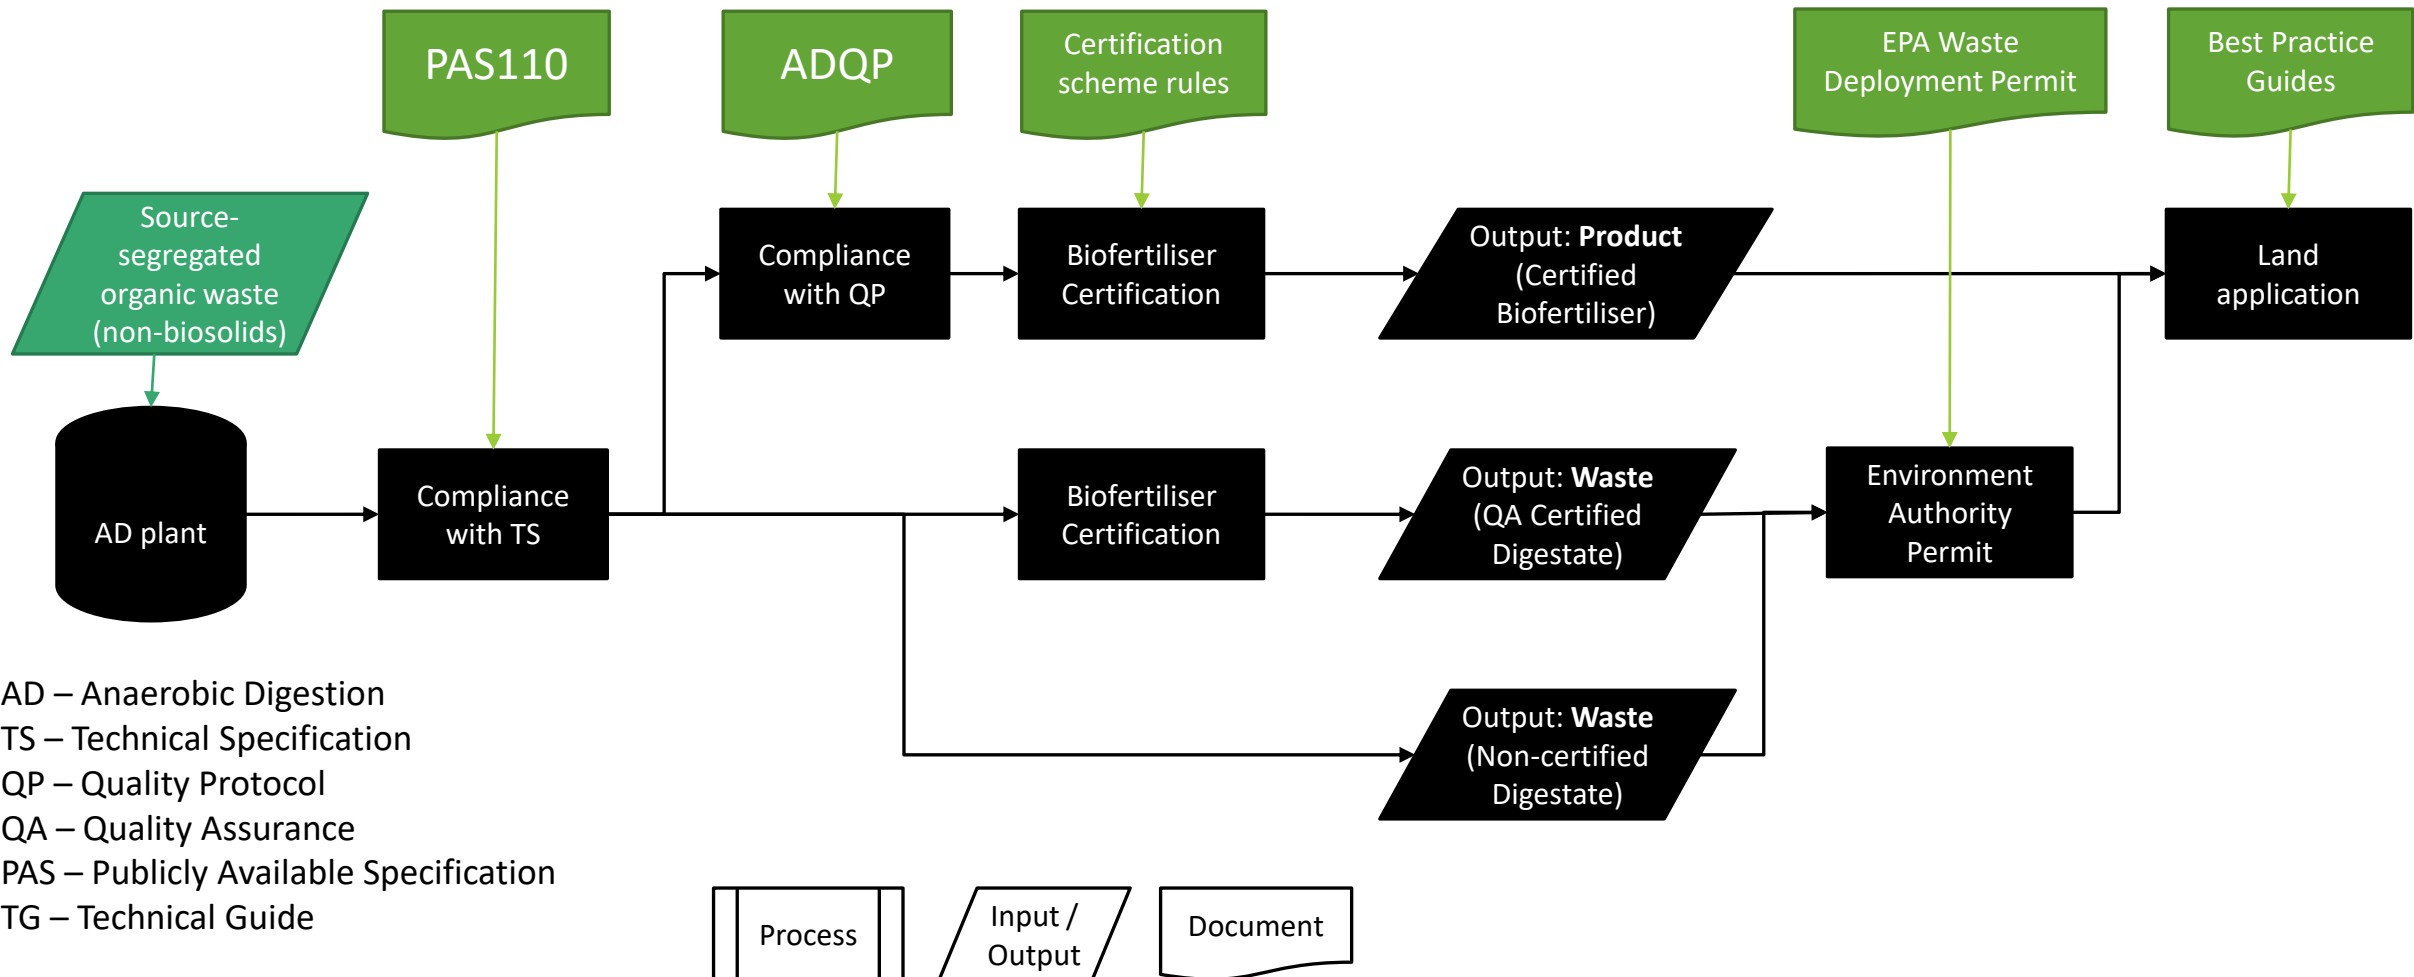 PAS110
ADQP
Certification
scheme rules
EPA Waste
Deployment Permit
Best Practice
Guides
Source-
segregated
organic waste
(non-biosolids)
Compliance
with QP
Biofertiliser
Certification
Output: Product
(Certified
Biofertiliser)
Land
application
AD plant
Compliance
with TS
Biofertiliser
Certification
Output: Waste
(QA Certified
Digestate)
Environment
Authority
Permit
Output: Waste
(Non-certified
Digestate)
AD – Anaerobic Digestion
TS – Technical Specification
QP – Quality Protocol
QA – Quality Assurance
PAS – Publicly Available Specification
TG – Technical Guide
Process
Input /
Output
Document